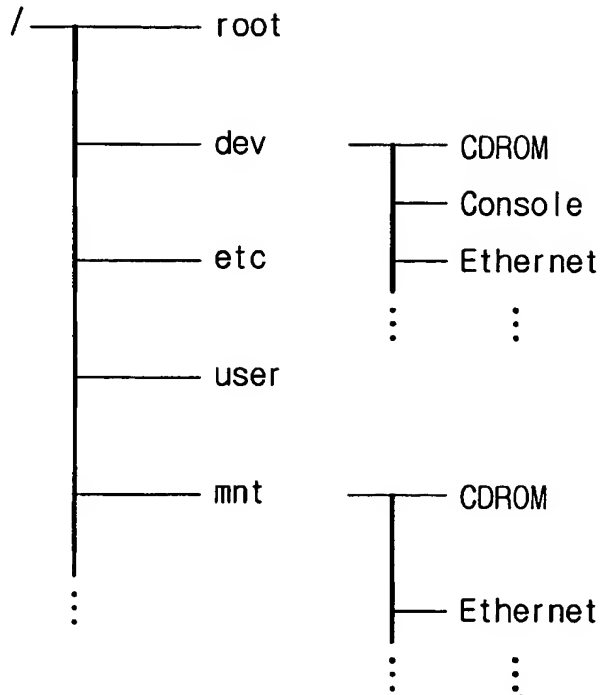 / root
dev CDROM
Console
etc Ethernet
user
mnt CDROM
Ethernet